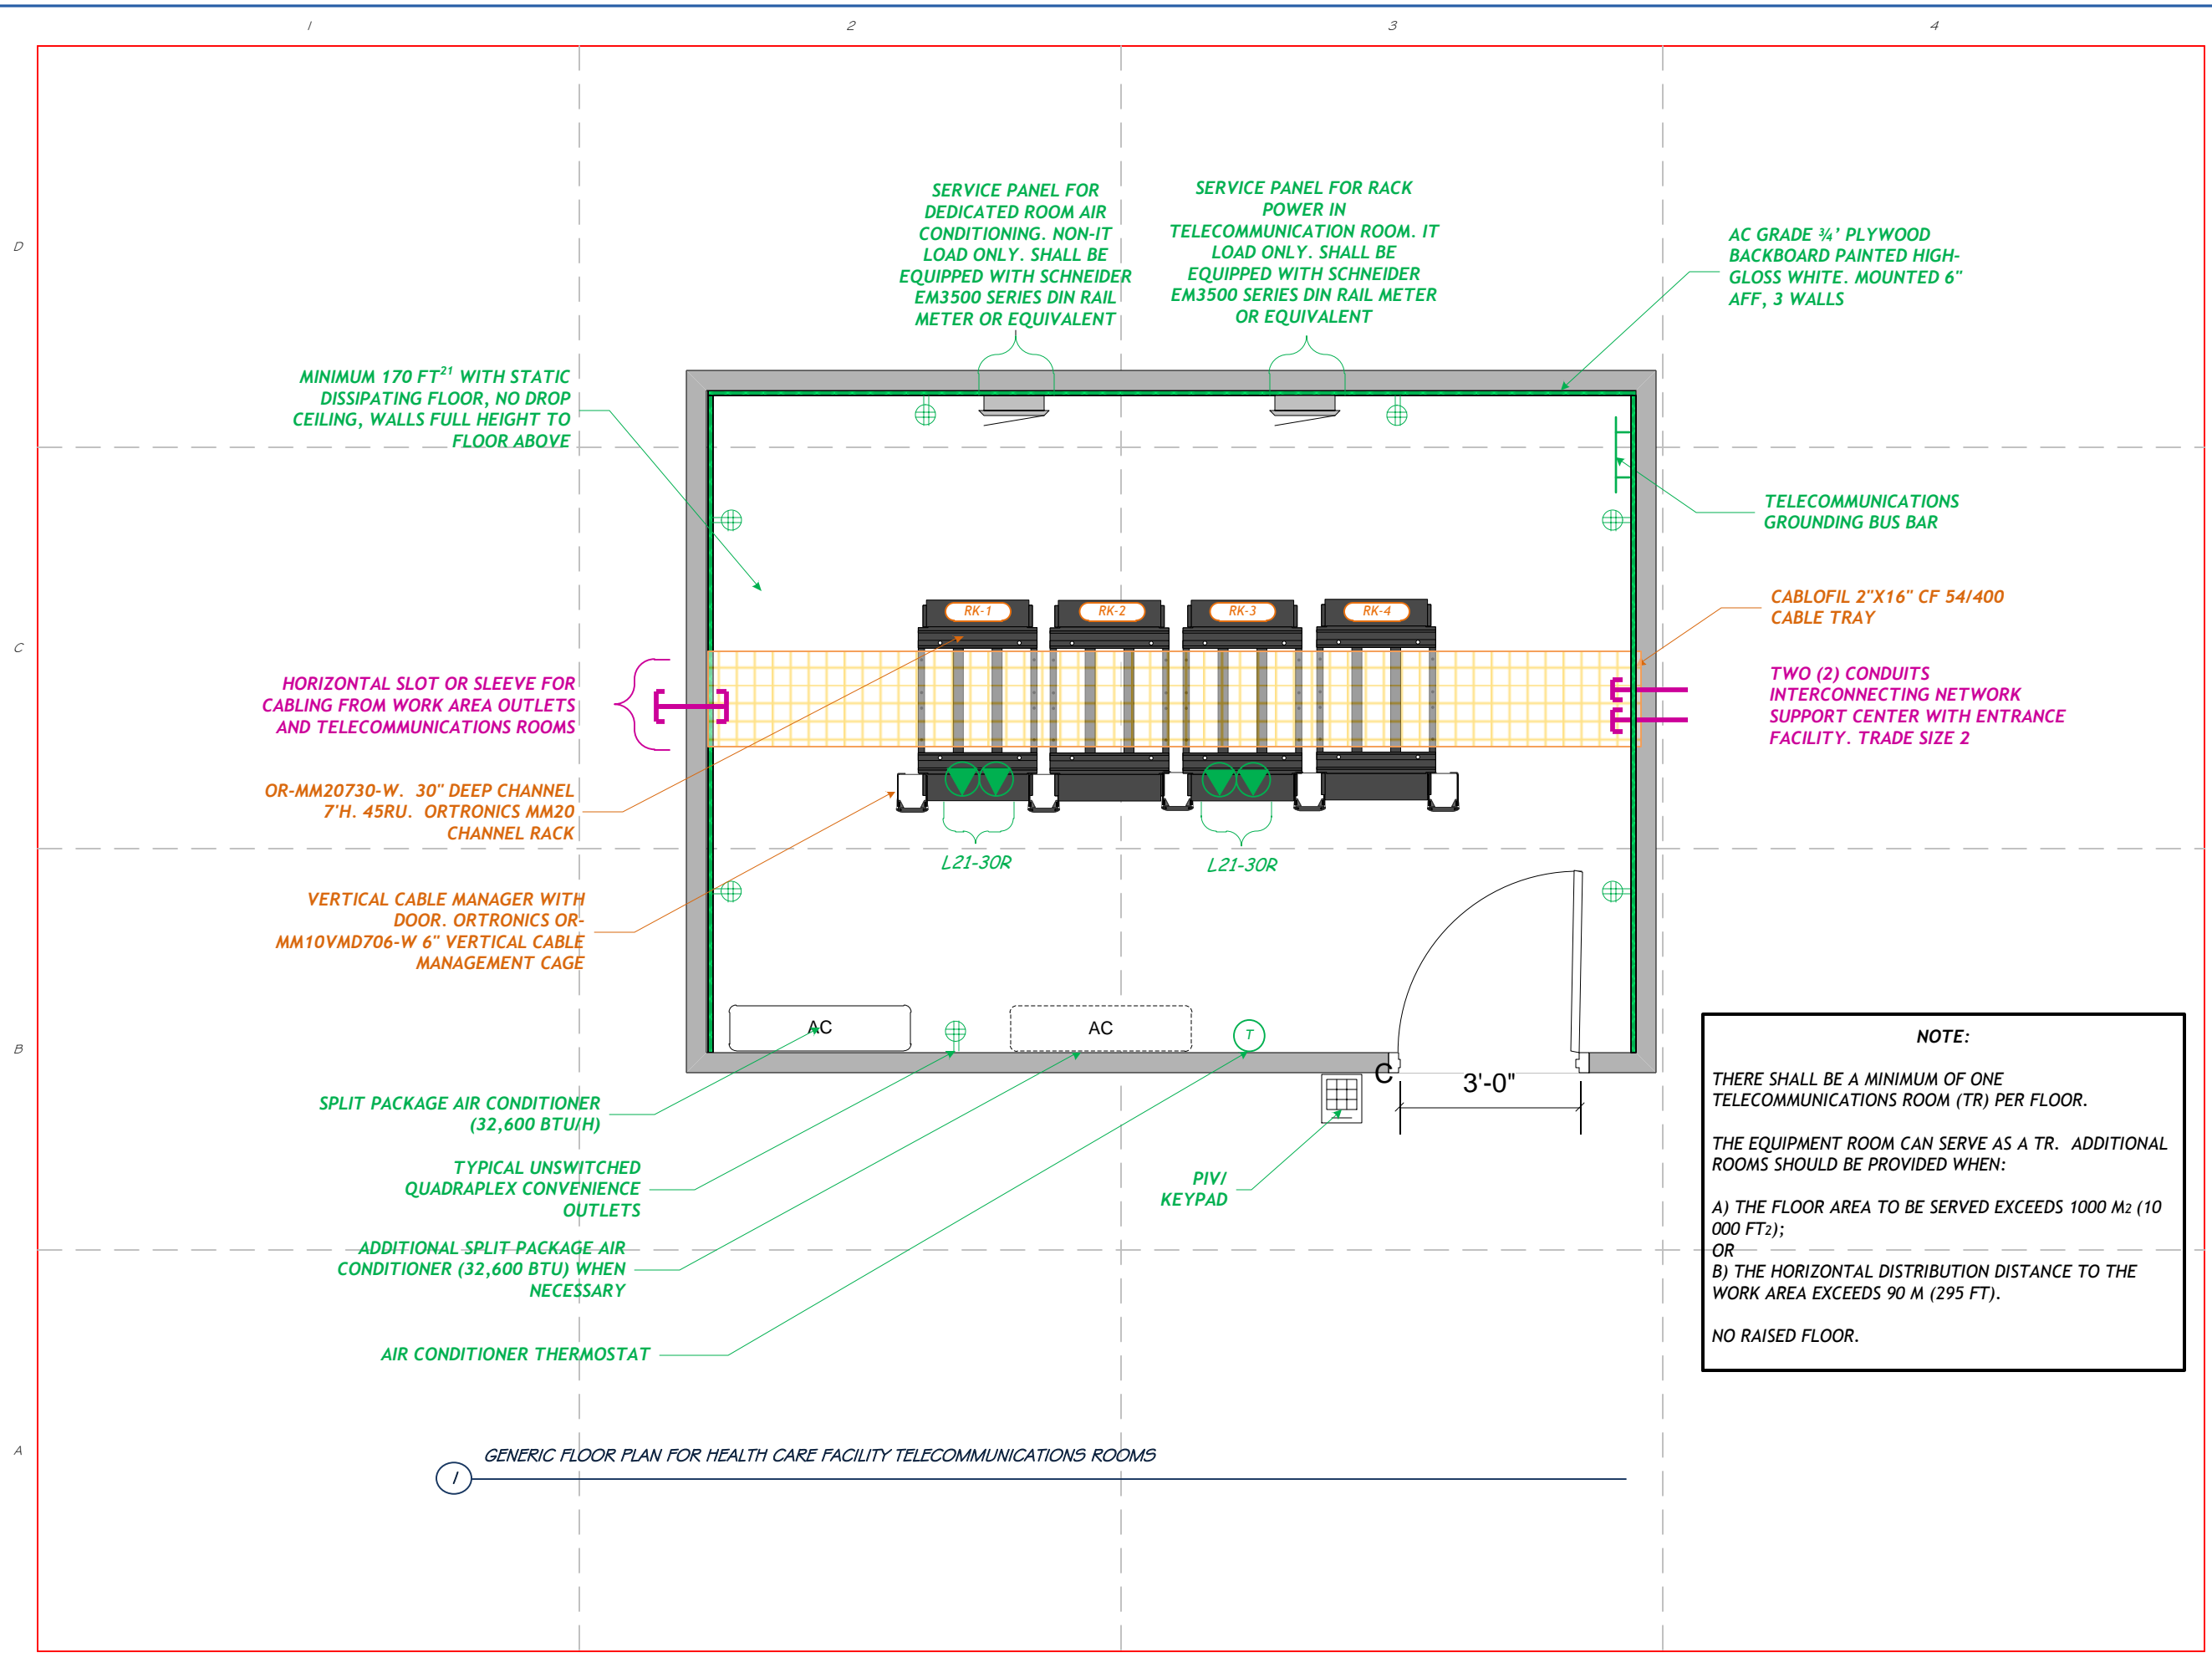 1
2
3
4
D
C
B
A
SERVICE PANEL FOR
DEDICATED ROOM AIR
CONDITIONING. NON-IT
LOAD ONLY. SHALL BE
EQUIPPED WITH SCHNEIDER
EM3500 SERIES DIN RAIL
METER OR EQUIVALENT
SERVICE PANEL FOR RACK
POWER IN
TELECOMMUNICATION ROOM. IT
LOAD ONLY. SHALL BE
EQUIPPED WITH SCHNEIDER
EM3500 SERIES DIN RAIL METER
OR EQUIVALENT
AC GRADE ¾' PLYWOOD
BACKBOARD PAINTED HIGH-
GLOSS WHITE. MOUNTED 6"
AFF, 3 WALLS
MINIMUM 170 FT²¹ WITH STATIC
DISSIPATING FLOOR, NO DROP
CEILING, WALLS FULL HEIGHT TO
FLOOR ABOVE
TELECOMMUNICATIONS
GROUNDING BUS BAR
CABLOFIL 2"X16" CF 54/400
CABLE TRAY
RK-1
RK-2
RK-3
RK-4
HORIZONTAL SLOT OR SLEEVE FOR
CABLING FROM WORK AREA OUTLETS
AND TELECOMMUNICATIONS ROOMS
TWO (2) CONDUITS
INTERCONNECTING NETWORK
SUPPORT CENTER WITH ENTRANCE
FACILITY. TRADE SIZE 2
OR-MM20730-W. 30" DEEP CHANNEL
7'H. 45RU. ORTRONICS MM20
CHANNEL RACK
L21-30R
L21-30R
VERTICAL CABLE MANAGER WITH
DOOR. ORTRONICS OR-
MM10VMD706-W 6" VERTICAL CABLE
MANAGEMENT CAGE
AC
AC
T
C
3'-0"
SPLIT PACKAGE AIR CONDITIONER
(32,600 BTU/H)
TYPICAL UNSWITCHED
QUADRAPLEX CONVENIENCE
OUTLETS
PIV/
KEYPAD
ADDITIONAL SPLIT PACKAGE AIR
CONDITIONER (32,600 BTU) WHEN
NECESSARY
AIR CONDITIONER THERMOSTAT
NOTE:
THERE SHALL BE A MINIMUM OF ONE
TELECOMMUNICATIONS ROOM (TR) PER FLOOR.
THE EQUIPMENT ROOM CAN SERVE AS A TR. ADDITIONAL
ROOMS SHOULD BE PROVIDED WHEN:
A) THE FLOOR AREA TO BE SERVED EXCEEDS 1000 M2 (10
000 FT2);
OR
B) THE HORIZONTAL DISTRIBUTION DISTANCE TO THE
WORK AREA EXCEEDS 90 M (295 FT).
NO RAISED FLOOR.
1
GENERIC FLOOR PLAN FOR HEALTH CARE FACILITY TELECOMMUNICATIONS ROOMS